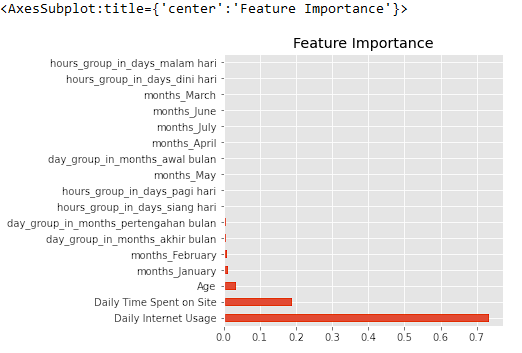 <AxesSubplot:title={'center':'Feature Importance'}>
Feature Importance
hours_group_in_days_malam hari
hours_group_in_days_dini hari
months_March
months_June
months_July
months_April
day_group_in_months_awal bulan
months_May
hours_group_in_days_pagi hari
hours_group_in_days_siang hari
day_group_in_months_pertengahan bulan
day_group_in_months_akhir bulan
months_February
months_January
Age
Daily Time Spent on Site
Daily Internet Usage
0.0 0.1 0.2 0.3 0.4 0.5 0.6 0.7